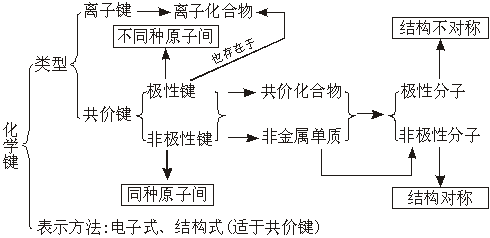 离子键
离子化合物
结构不对称
不同种原子间
也存在于
类型
极性键
共价化合物
极性分子
共价键
化学键
非极性键
非金属单质
非极性分子
同种原子间
结构对称
表示方法:电子式、结构式(适于共价键)